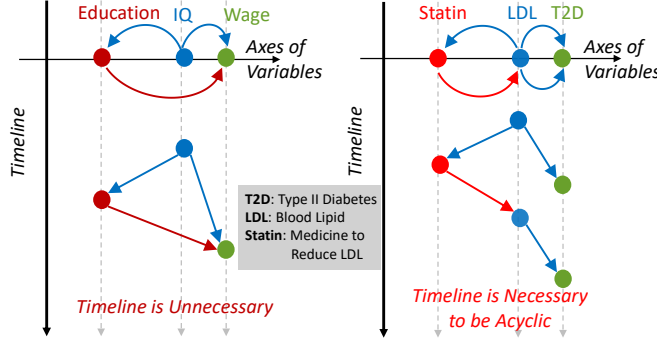 Education IQ Wage
Axes of
Variables
Timeline
T2D: Type II Diabetes
LDL: Blood Lipid
Statin: Medicine to
Reduce LDL
Timeline is Unnecessary
Statin LDL T2D
Axes of
Variables
Timeline
Timeline is Necessary
to be Acyclic